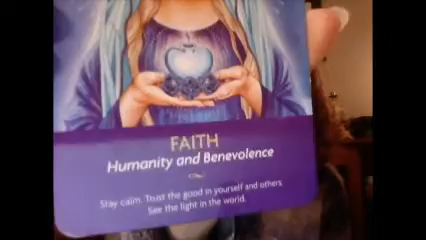 FAITH
Humanity and Benevolence
Stay calm. Trust the good in yourself and others.
See the light in the world.